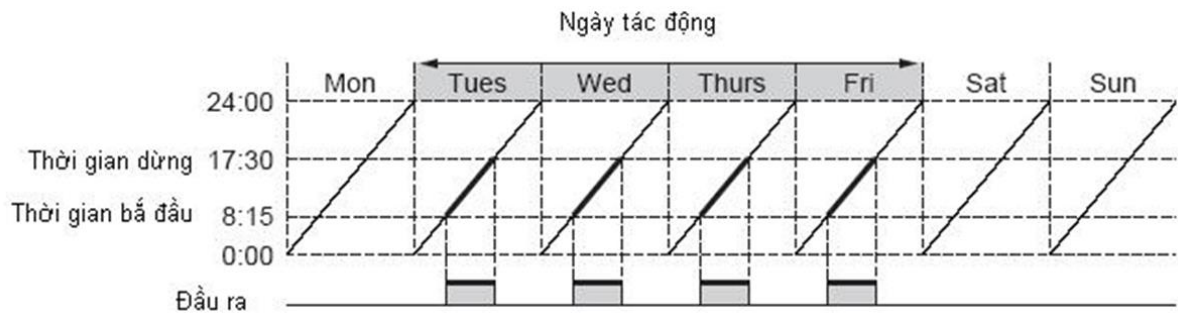 Ngày tác động
Mon Tues Wed Thurs Fri Sat Sun
24:00
Thời gian dừng 17:30
Thời gian bắ đầu 8:15
0:00
Đầu ra